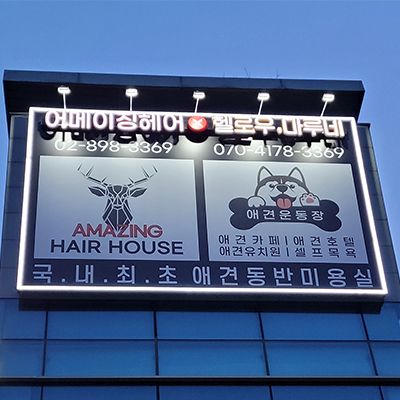 어메이징헤어 × 헬로우.마루네
02-898-3369
070-4178-3369
AMAZING
HAIR HOUSE
애견운동장
애견카페 | 애견호텔
애견유치원 | 셀프목욕
국.내.최.초 애견동반미용실